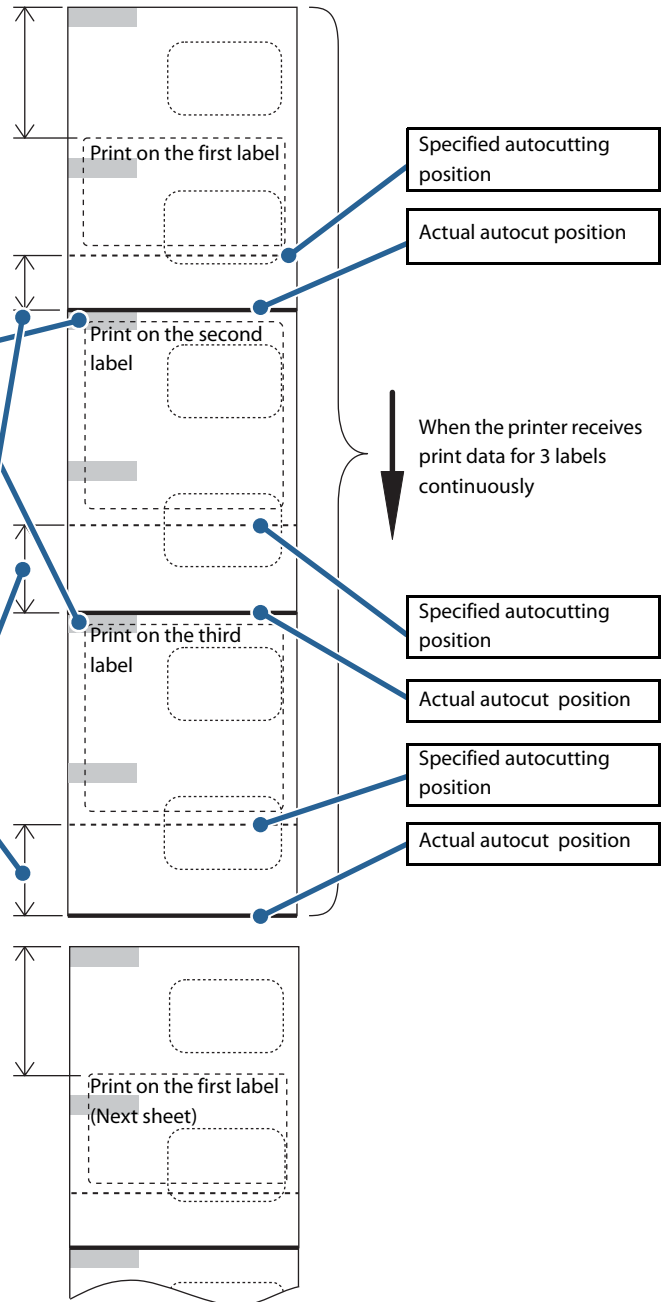 Print on the first label
Specified autocutting
position
Actual autocut position
Print on the second
label
When the printer receives
print data for 3 labels
continuously
Specified autocutting
position
Print on the third
label
Actual autocut position
Specified autocutting
position
Actual autocut position
Print on the first label
(Next sheet)